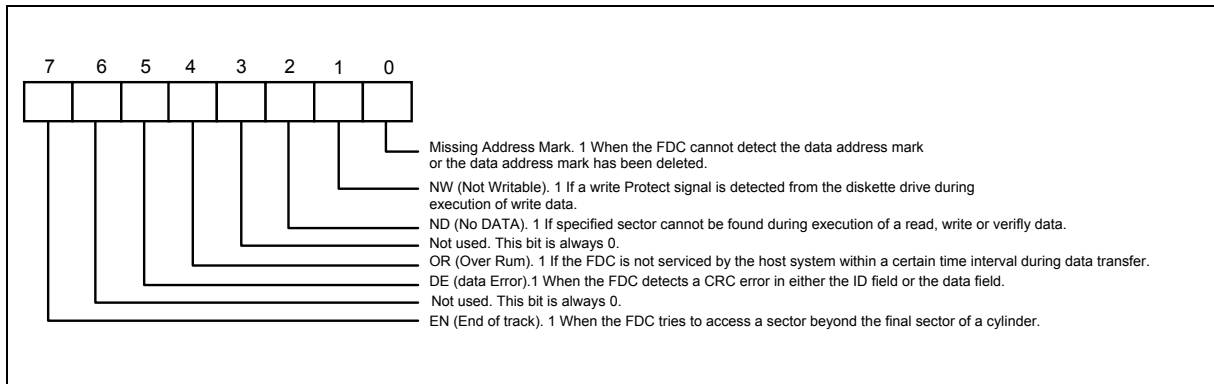 7 6 5 4 3 2 1 0
Missing Address Mark. 1 When the FDC cannot detect the data address mark
or the data address mark has been deleted.
NW (Not Writable). 1 If a write Protect signal is detected from the diskette drive during
execution of write data.
ND (No DATA). 1 If specified sector cannot be found during execution of a read, write or verifly data.
Not used. This bit is always 0.
OR (Over Rum). 1 If the FDC is not serviced by the host system within a certain time interval during data transfer.
DE (data Error).1 When the FDC detects a CRC error in either the ID field or the data field.
Not used. This bit is always 0.
EN (End of track). 1 When the FDC tries to access a sector beyond the final sector of a cylinder.